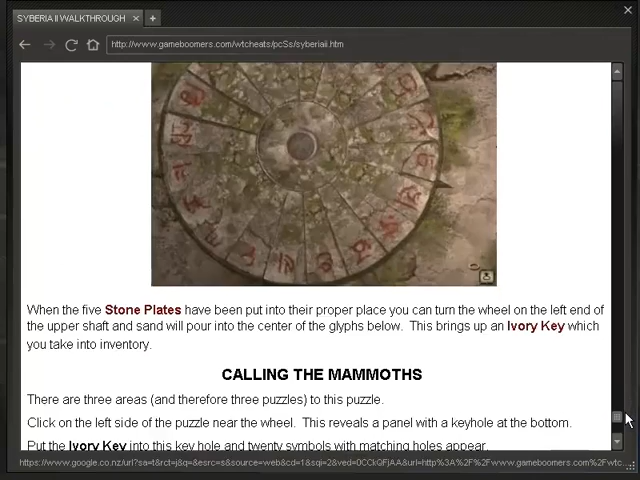 SYBERIA II WALKTHROUGH
http://www.gameboomers.com/wtcheats/pcSs/syberiaii.htm
When the five Stone Plates have been put into their proper place you can turn the wheel on the left end of
the upper shaft and sand will pour into the center of the glyphs below. This brings up an Ivory Key which
you take into inventory.
CALLING THE MAMMOTHS
There are three areas (and therefore three puzzles) to this puzzle.
Click on the left side of the puzzle near the wheel. This reveals a panel with a keyhole at the bottom.
Put the Ivory Key into this key hole and twenty symbols with matching holes appear.
https://www.google.co.nz/url?sa=t&rct=j&q=&esrc=s&source=web&cd=1&sqi=2&ved=0CCkQFjAA&url=http%3A%2F%2Fwww.gameboomers.com%2Fwtc...